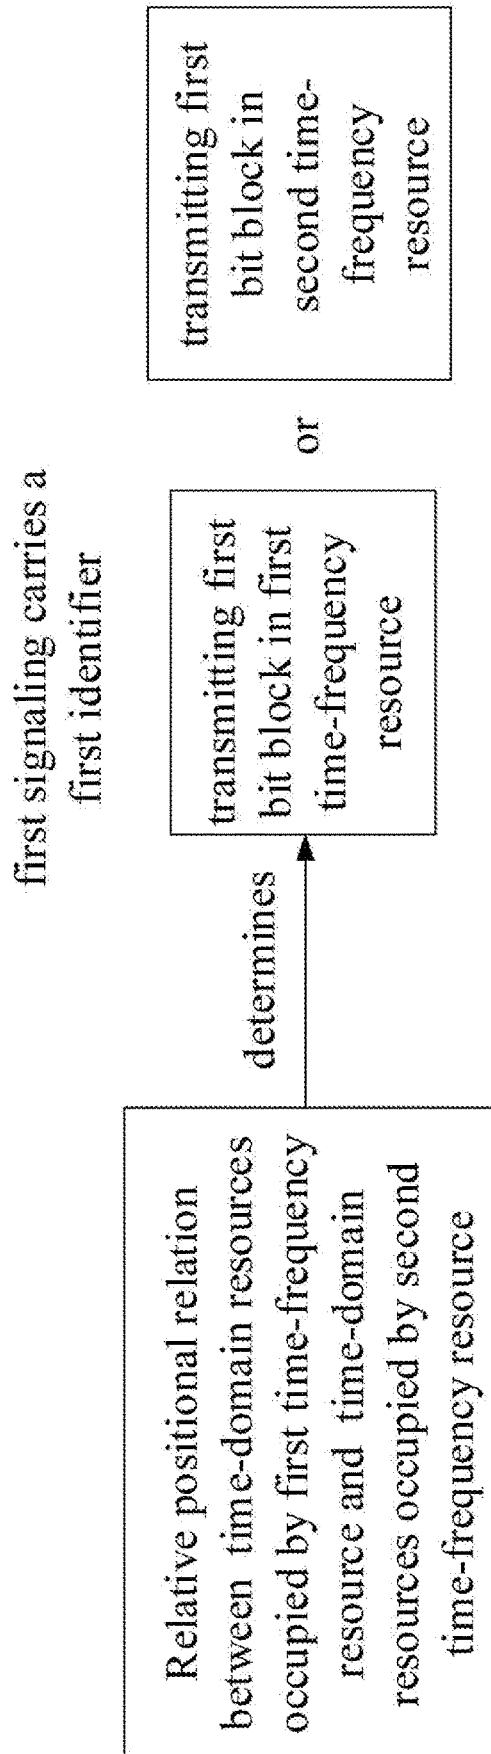 first signaling carries a
first identifier
Relative positional relation
between time-domain resources
occupied by first time-frequency
resource and time-domain
resources occupied by second
time-frequency resource
determines
transmitting first
bit block in first
time-frequency
resource
or
transmitting first
bit block in
second time-
frequency
resource